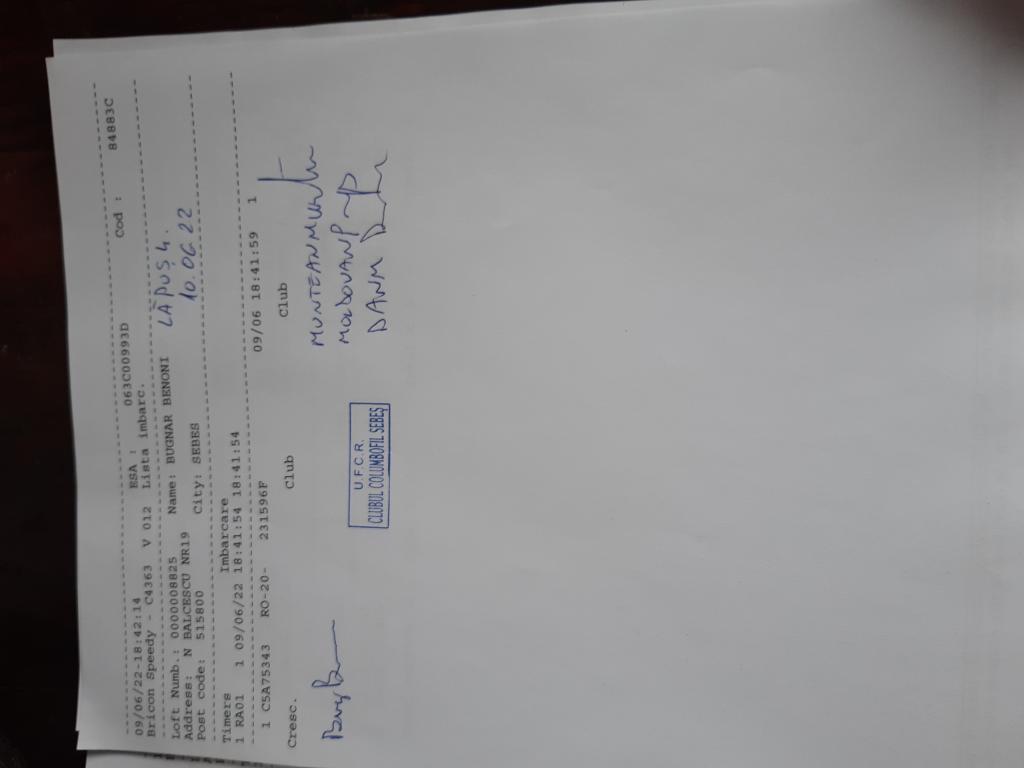 ------------------------------------------------------------
09/06/22-18:42:14 ESA : 063C00993D Cod : 84883C
Bricon Speedy - C4363 V 012 Lista imbarc.
------------------------------------------------------------
Loft Numb.: 0000008825 Name: BUGNAR BENONI LĂPUȘ 4.
Address: N BALCESCU NR19 10.06.22
Post code: 515800 City: SEBES
------------------------------------------------------------
Timers Imbarcare
1 RA01 1 09/06/22 18:41:54 18:41:54
------------------------------------------------------------
1 C5A75343 RO-20- 231596F 09/06 18:41:59 1
Cresc. Club Club
MUNTEAN
MOLDOVAN P
DANM
U.F.C.R.
CLUBUL COLUMBOFIL SEBEȘ